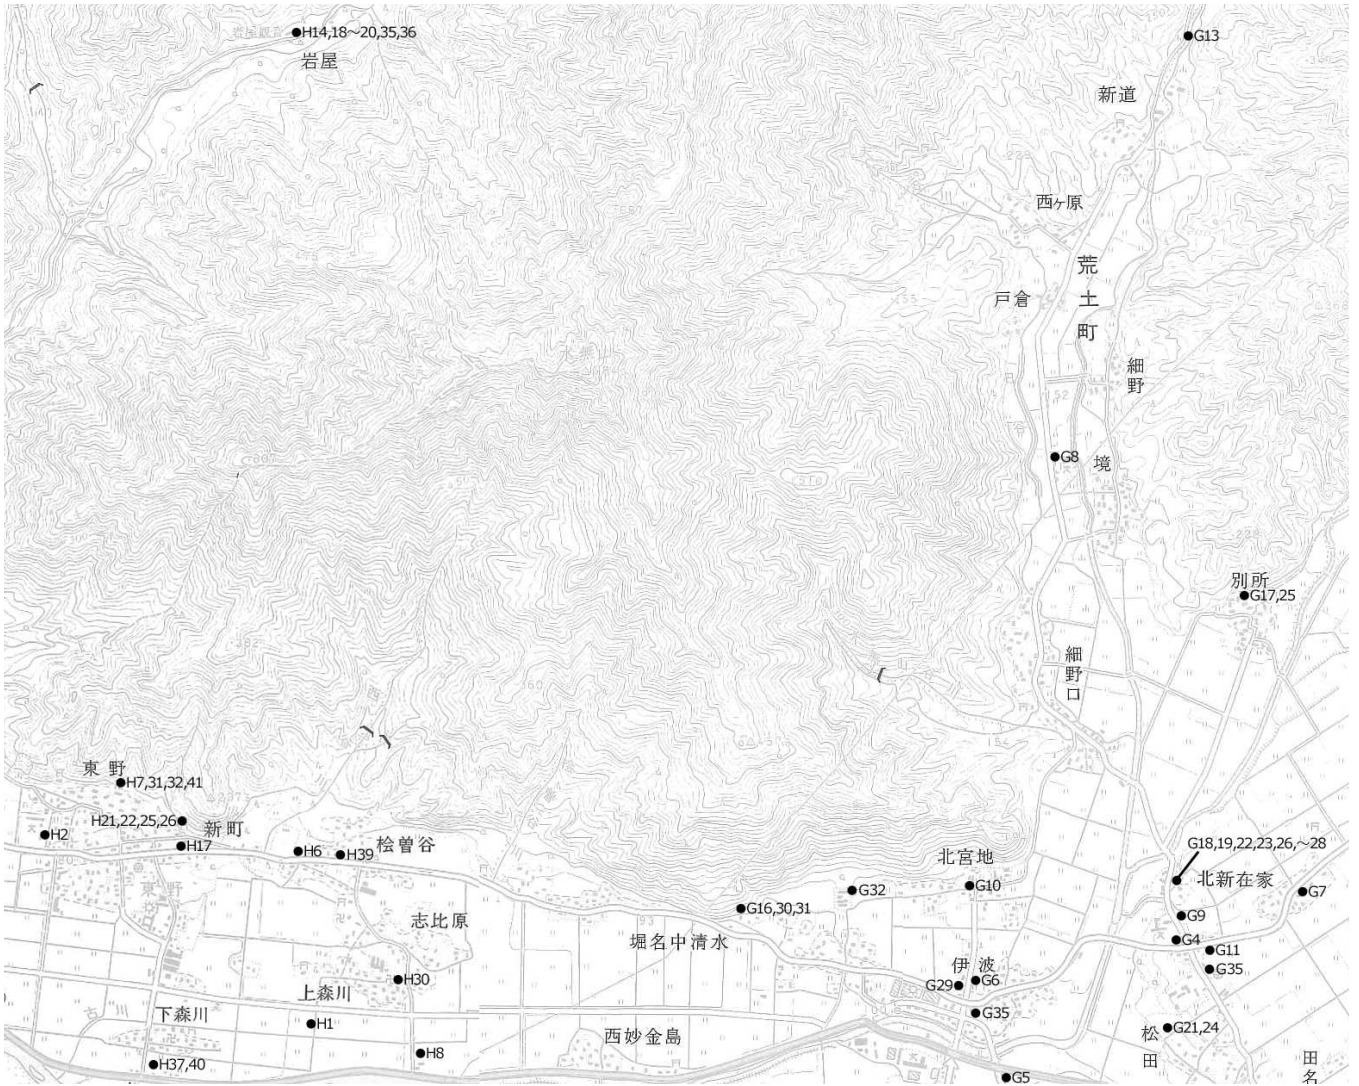 H14,18～20,35,36
岩屋
G13
新道
西ヶ原
荒土町
戸倉
細野
G8
境
別所
G17,25
細野口
東野
H7,31,32,41
H21,22,25,26
新町
H2
H17
H6
H39
桧曽谷
北宮地
G18,19,22,23,26,～28
北新在家
G32
G10
G7
G16,30,31
G9
志比原
堀名中清水
G4
G11
伊波
G35
H30
G29
G6
上森川
下森川
H1
G35
西妙金島
松田
G21,24
H8
田名
H37,40
G5